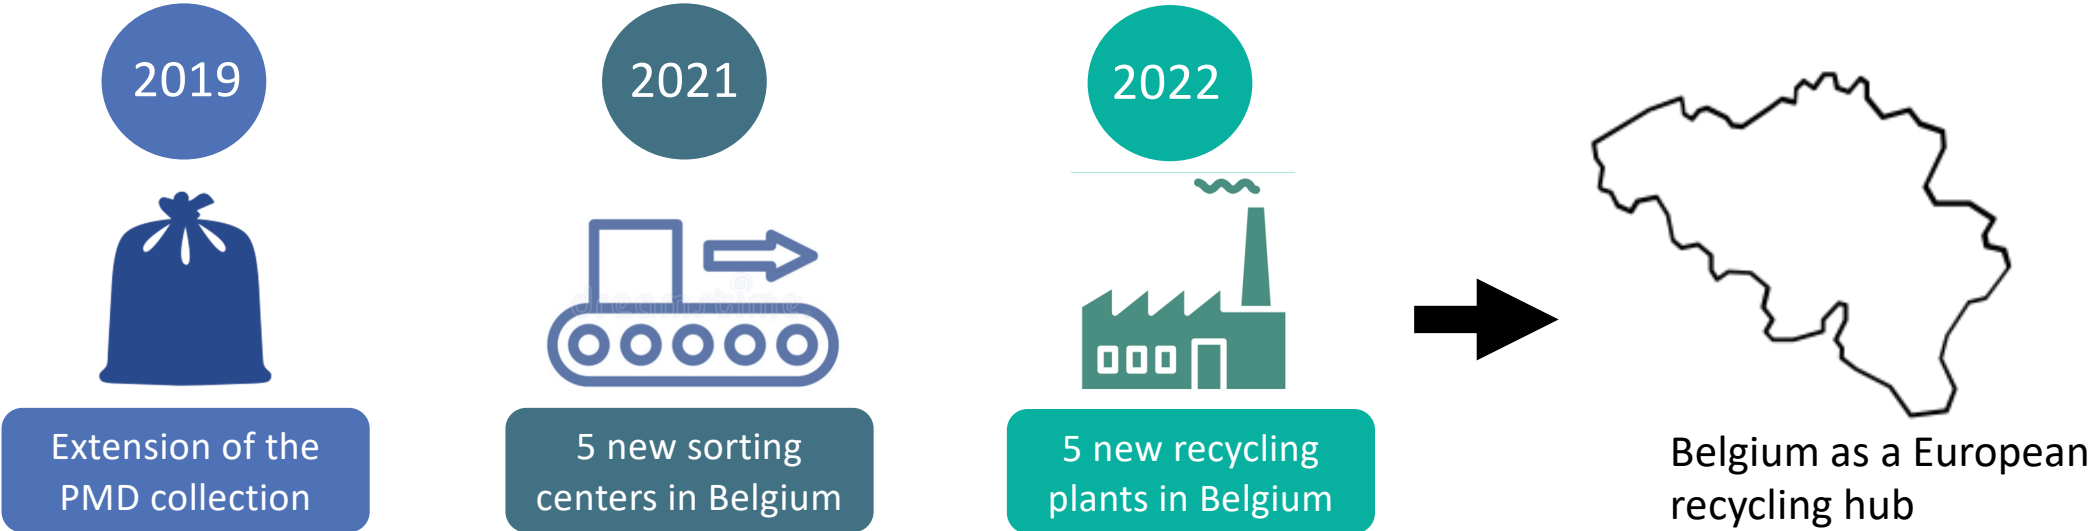 2019
2021
2022
dreamstime
Extension of the
PMD collection
5 new sorting
centers in Belgium
5 new recycling
plants in Belgium
Belgium as a European
recycling hub